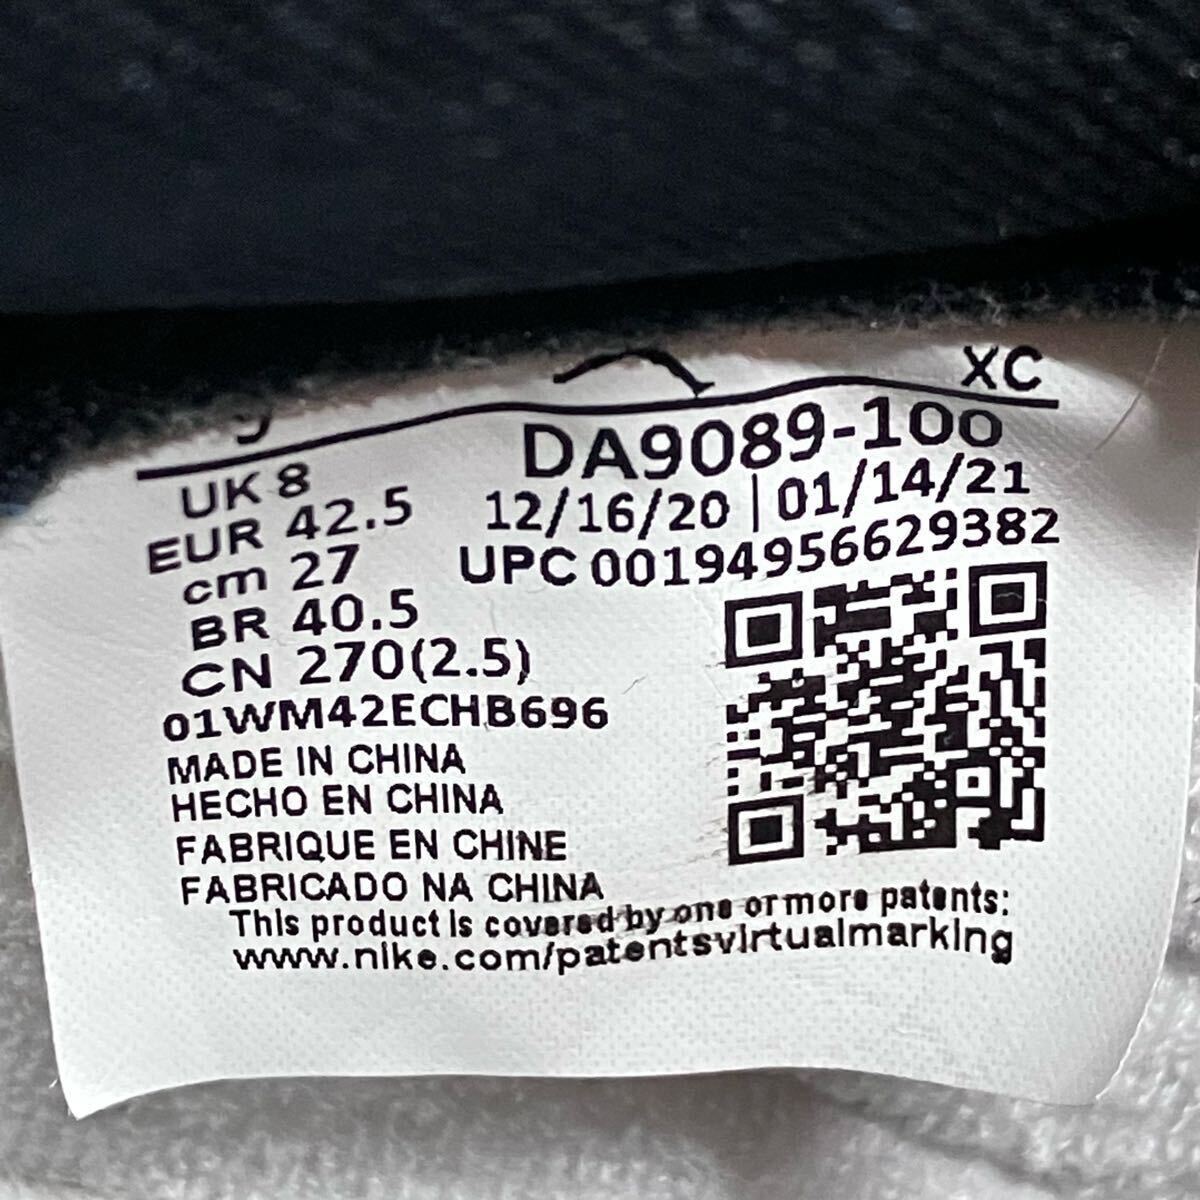 XC
UK 8
DA9089-100
EUR 42.5
12/16/20 | 01/14/21
cm 27
UPC 00194956629382
BR 40.5
CN 270(2.5)
01WM42ECHB696
MADE IN CHINA
HECHO EN CHINA
FABRIQUE EN CHINE
FABRICADO NA CHINA
This product is covered by one or more patents:
www.nike.com/patentsvirtualmarking